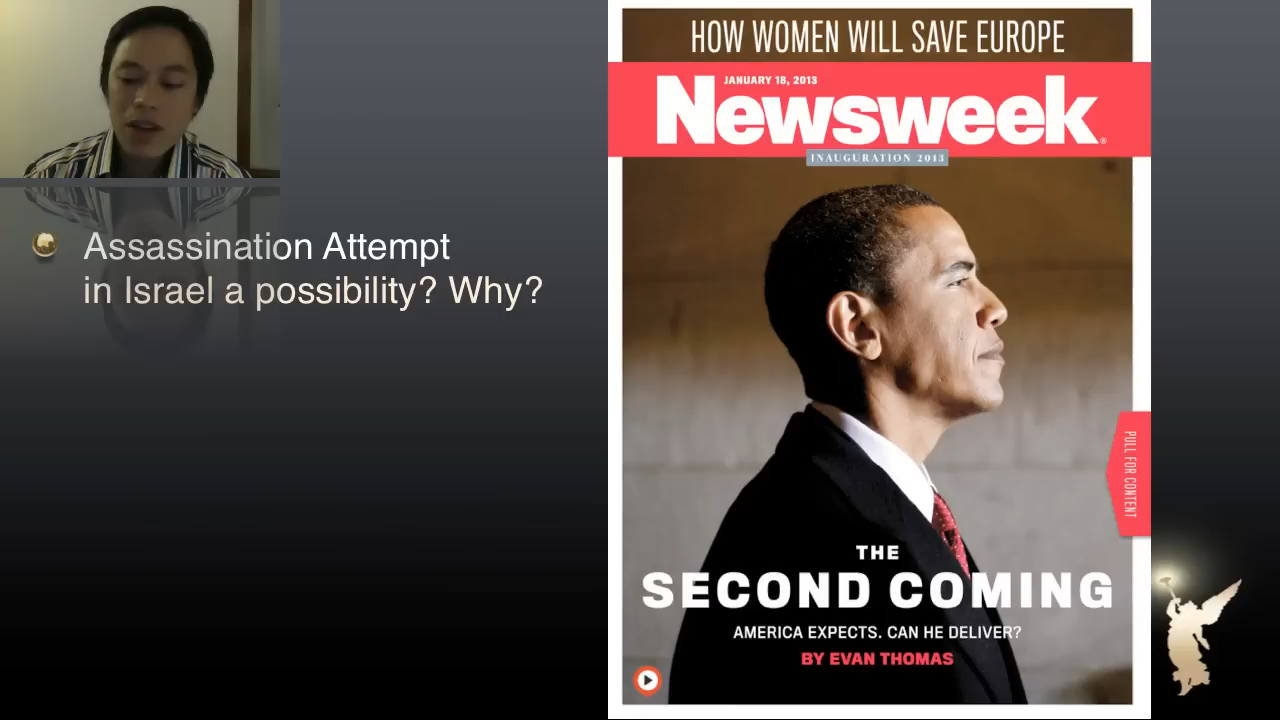 Assassination Attempt
in Israel a possibility? Why?
HOW WOMEN WILL SAVE EUROPE
JANUARY 18, 2013
Newsweek®
INAUGURATION 2013
PULL FOR CONTENT
THE
SECOND COMING
AMERICA EXPECTS. CAN HE DELIVER?
BY EVAN THOMAS